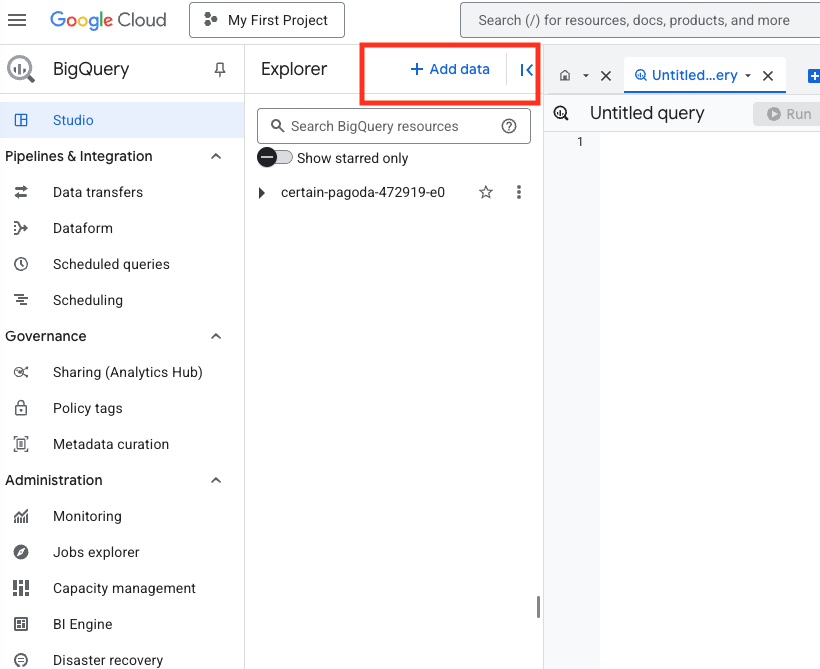 Google Cloud
My First Project
Search (/) for resources, docs, products, and more
BigQuery
Explorer
+ Add data
Untitled...ery
Studio
Search BigQuery resources
Untitled query
Run
1
Show starred only
Pipelines & Integration
Data transfers
certain-pagoda-472919-e0
Dataform
Scheduled queries
Scheduling
Governance
Sharing (Analytics Hub)
Policy tags
Metadata curation
Administration
Monitoring
Jobs explorer
Capacity management
BI Engine
Disaster recovery